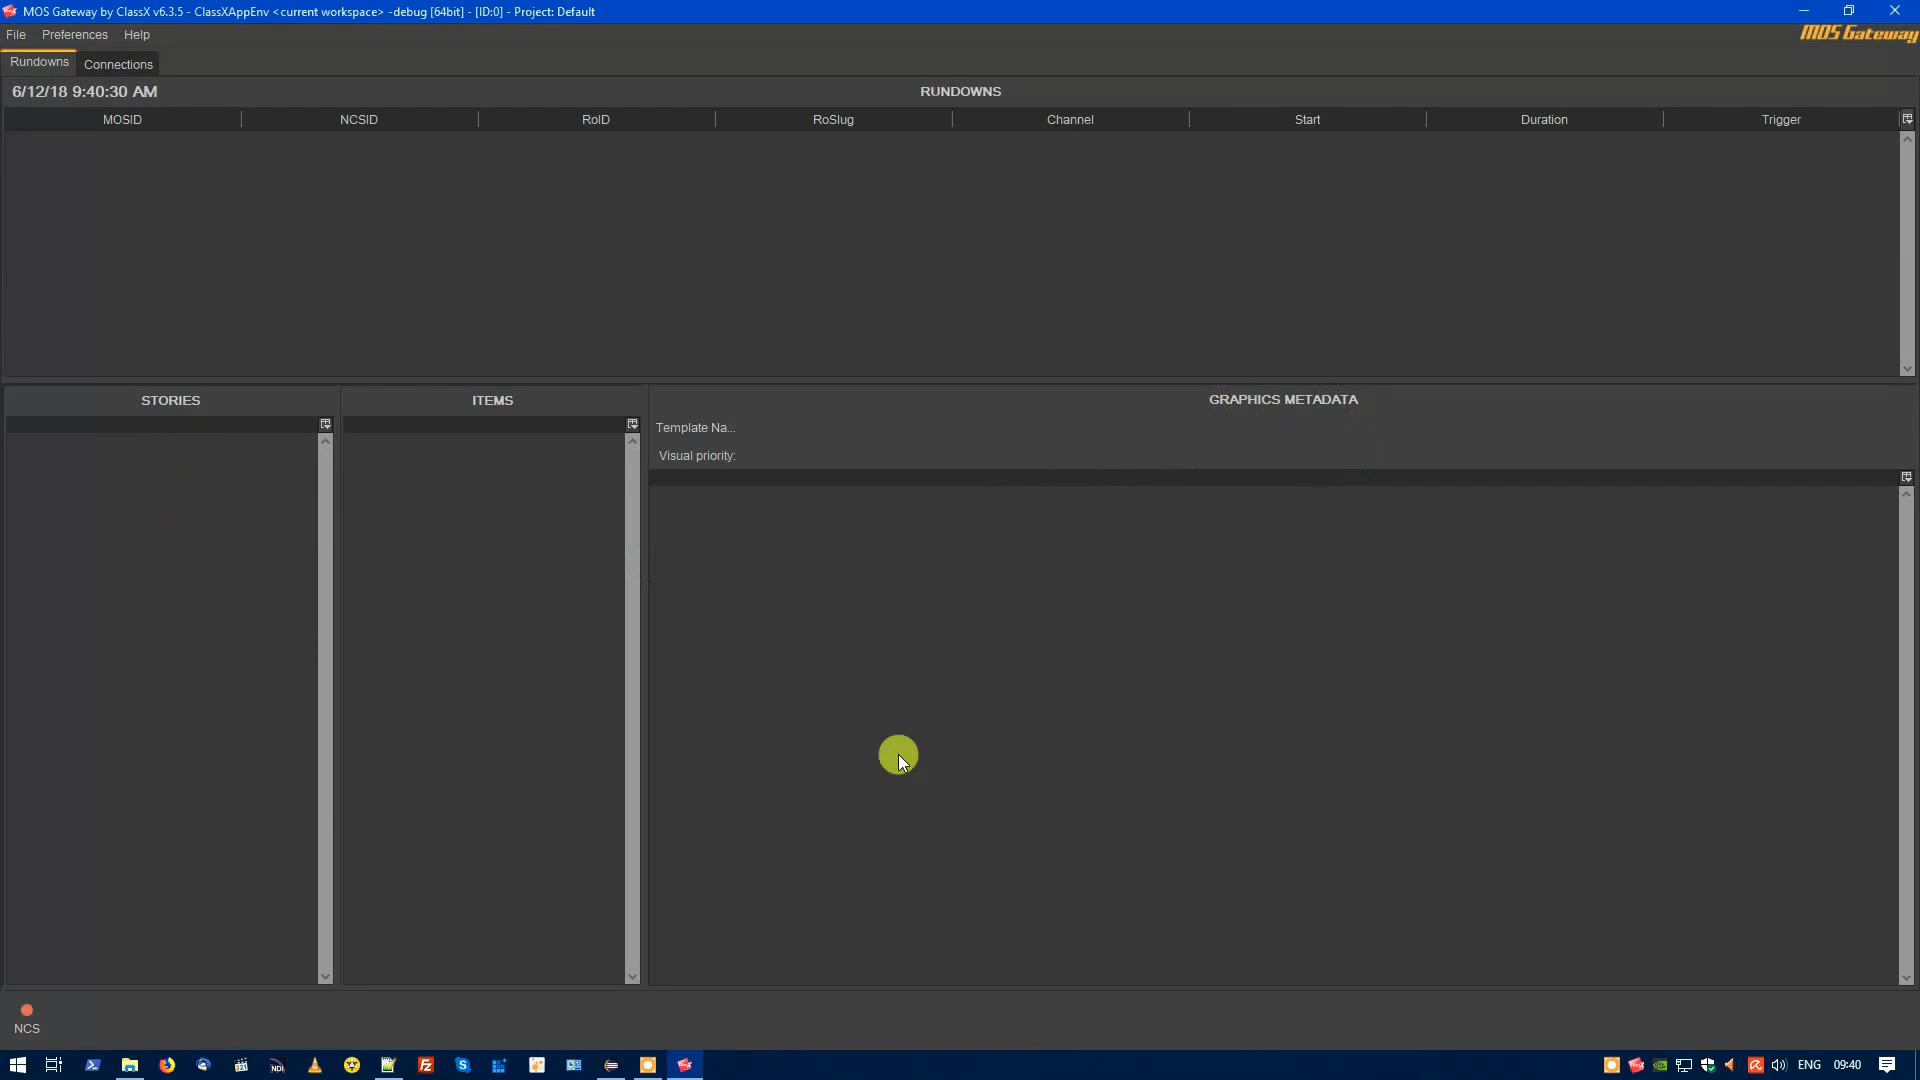 MOS Gateway by ClassX v6.3.5 - ClassXAppEnv <current workspace> -debug [64bit] - [ID:0] - Project: Default
File Preferences Help
MOS Gateway
Rundowns Connections
6/12/18 9:40:30 AM RUNDOWNS
MOSID NCSID RoID RoSlug Channel Start Duration Trigger
STORIES ITEMS GRAPHICS METADATA
Template Na...
Visual priority:
NCS
NDI
FZ
ENG 09:40